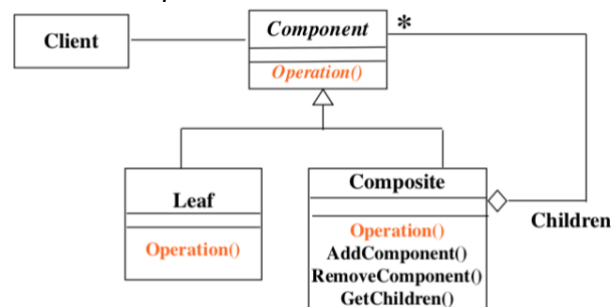 Client
Component
*
Operation()
Leaf
Operation()
Composite
Operation()
AddComponent()
RemoveComponent()
GetChildren()
Children